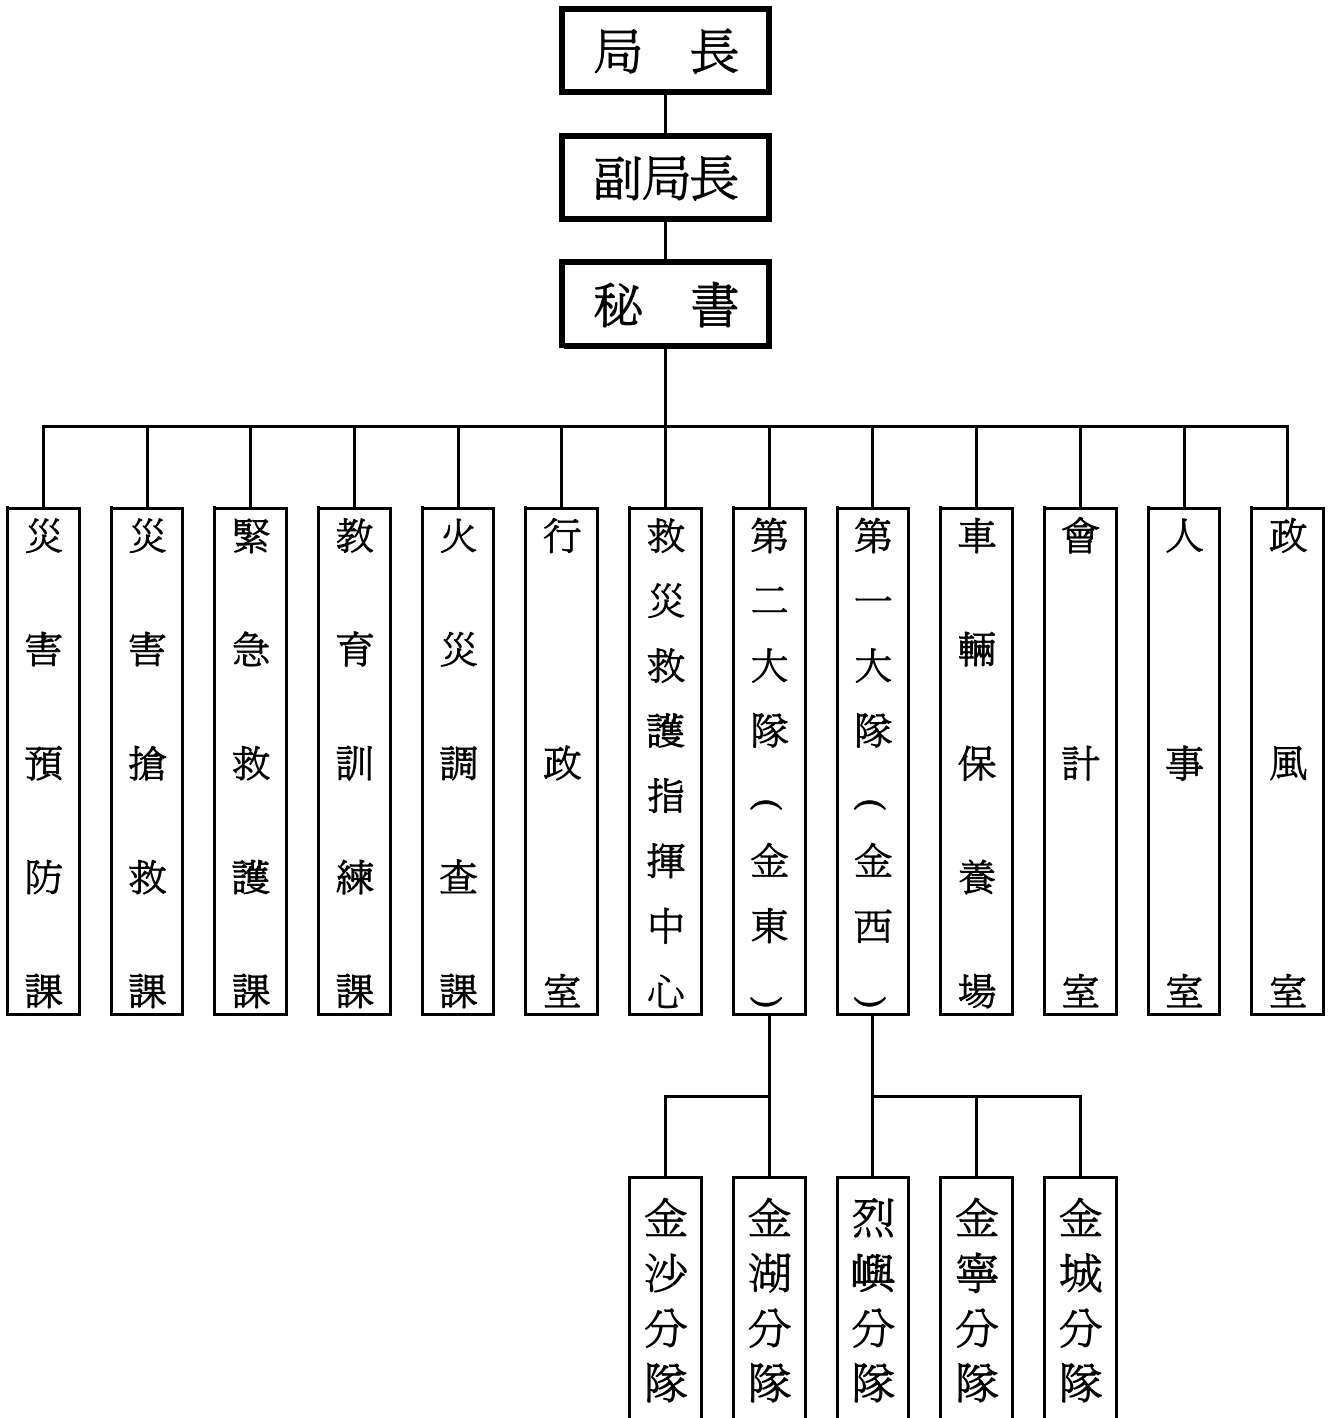 局　長
副局長
秘　書
災害預防課
災害搶救課
緊急救護課
教育訓練課
火災調查課
行政室
救災救護指揮中心
第二大隊（金東）
第一大隊（金西）
車輛保養場
會計室
人事室
政風室
金沙分隊
金湖分隊
烈嶼分隊
金寧分隊
金城分隊